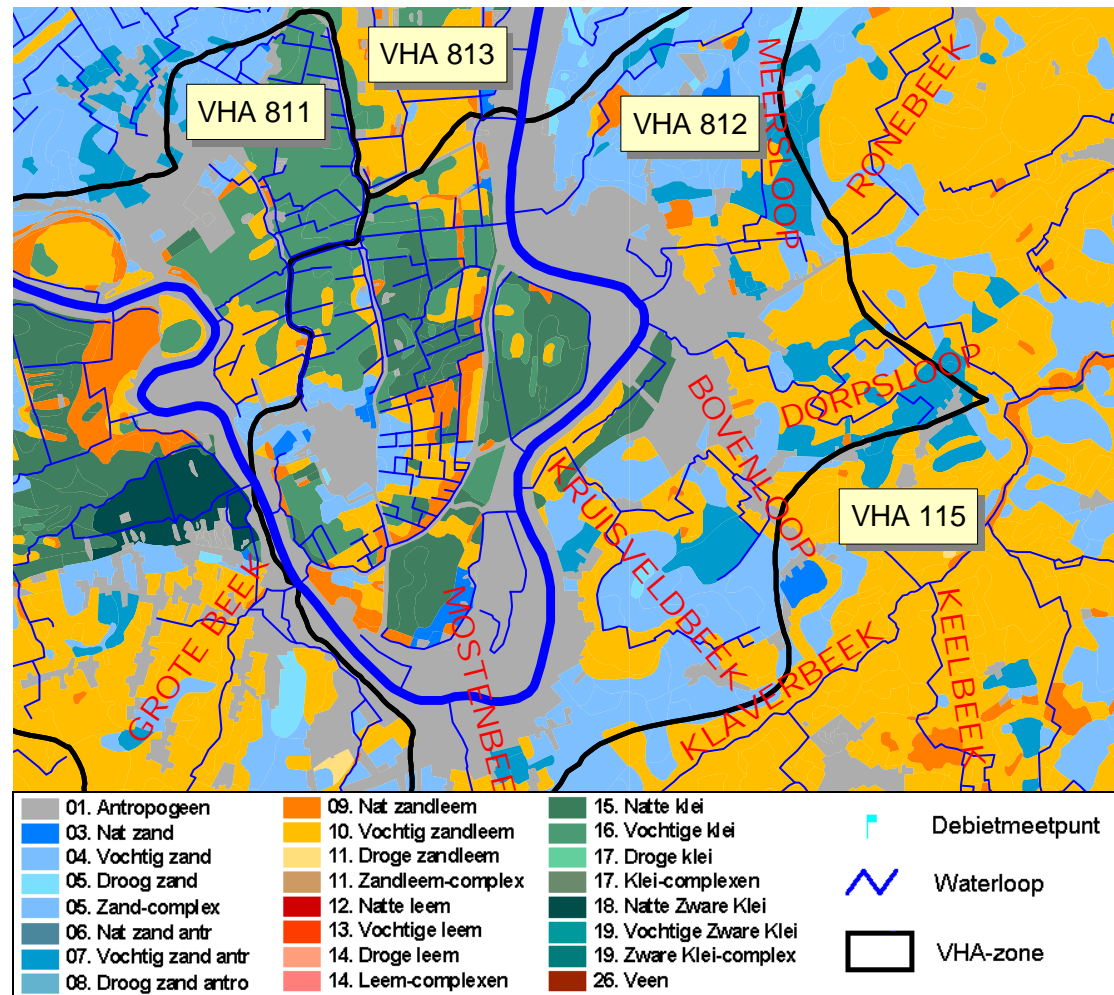 VHA 813
VHA 811
VHA 812
MEERSLOOP
RONEBEEK
DORPSLOOP
BOVENLOOP
KRUISVELDBEEK
VHA 115
GROTE BEEK
MOSTENBEE
KLAVERBEEK
KEELBEEK
01. Antropogeen
03. Nat zand
04. Vochtig zand
05. Droog zand
05. Zand-complex
06. Nat zand antr
07. Vochtig zand antr
08. Droog zand antro
09. Nat zandleem
10. Vochtig zandleem
11. Droge zandleem
11. Zandleem-complex
12. Natte leem
13. Vochtige leem
14. Droge leem
14. Leem-complexen
15. Natte klei
16. Vochtige klei
17. Droge klei
17. Klei-complexen
18. Natte Zware Klei
19. Vochtige Zware Klei
19. Zware Klei-complex
26. Veen
Debietmeetpunt
Waterloop
VHA-zone